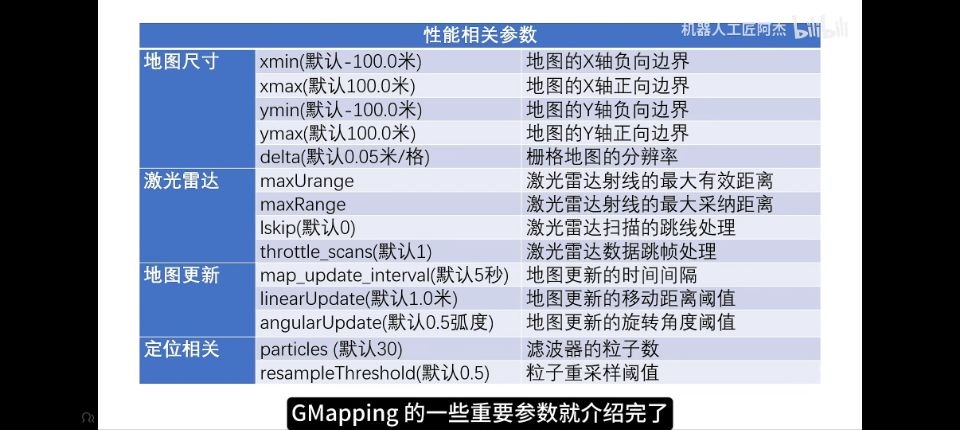 机器人工匠阿杰 bilibili
性能相关参数
地图尺寸 xmin(默认-100.0米) 地图的X轴负向边界
xmax(默认100.0米) 地图的X轴正向边界
ymin(默认-100.0米) 地图的Y轴负向边界
ymax(默认100.0米) 地图的Y轴正向边界
delta(默认0.05米/格) 栅格地图的分辨率
激光雷达 maxUrange 激光雷达射线的最大有效距离
maxRange 激光雷达射线的最大采纳距离
lskip(默认0) 激光雷达扫描的跳线处理
throttle_scans(默认1) 激光雷达数据跳帧处理
地图更新 map_update_interval(默认5秒) 地图更新的时间间隔
linearUpdate(默认1.0米) 地图更新的移动距离阈值
angularUpdate(默认0.5弧度) 地图更新的旋转角度阈值
定位相关 particles (默认30) 滤波器的粒子数
resampleThreshold(默认0.5) 粒子重采样阈值
GMapping 的一些重要参数就介绍完了